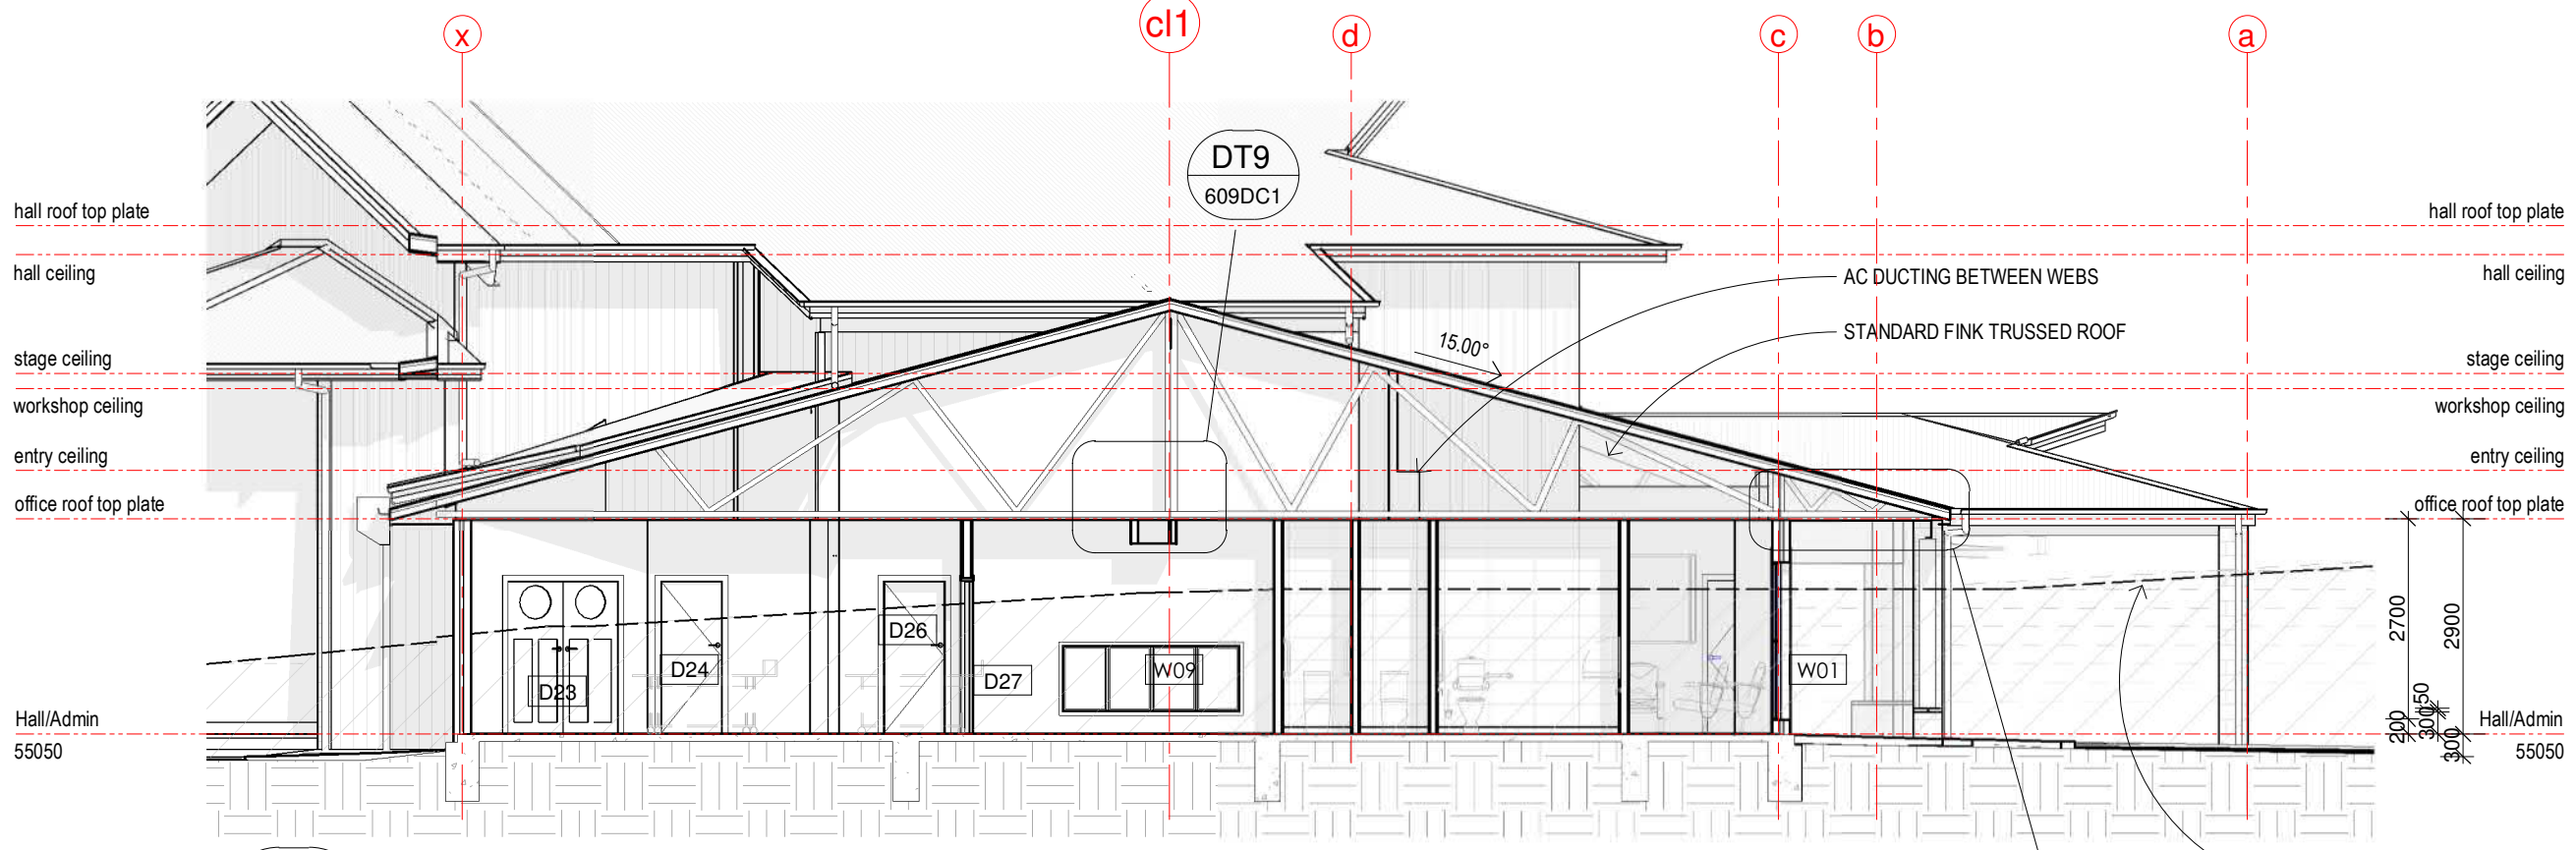 x
cl1
d
c
b
a
DT9
609DC1
hall roof top plate
hall roof top plate
hall ceiling
hall ceiling
AC DUCTING BETWEEN WEBS
STANDARD FINK TRUSSED ROOF
15.00°
stage ceiling
stage ceiling
workshop ceiling
workshop ceiling
entry ceiling
entry ceiling
office roof top plate
office roof top plate
2700
2900
D26
D24
D27
D23
W09
W01
50
200
300
300
Hall/Admin
55050
Hall/Admin
55050